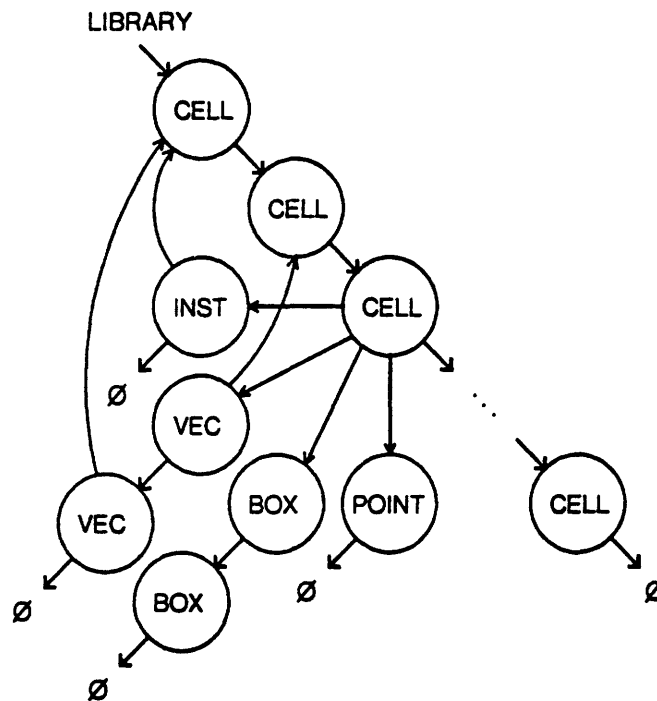 LIBRARY
CELL
CELL
INST
CELL
Ø
VEC
VEC
BOX
POINT
CELL
Ø
BOX
Ø
Ø
Ø